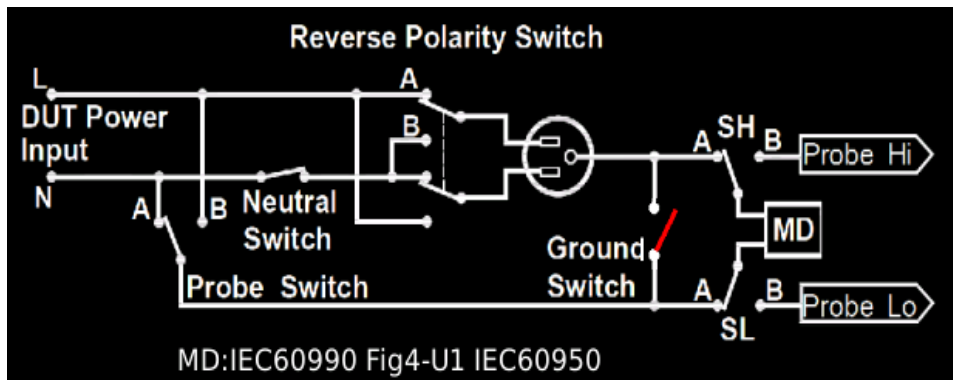 Reverse Polarity Switch
L
A
DUT Power
Input
B
SH
A
B
Probe Hi
N
A
B
Neutral
Switch
MD
Ground
Switch
Probe Switch
A
B
Probe Lo
SL
MD:IEC60990 Fig4-U1 IEC60950